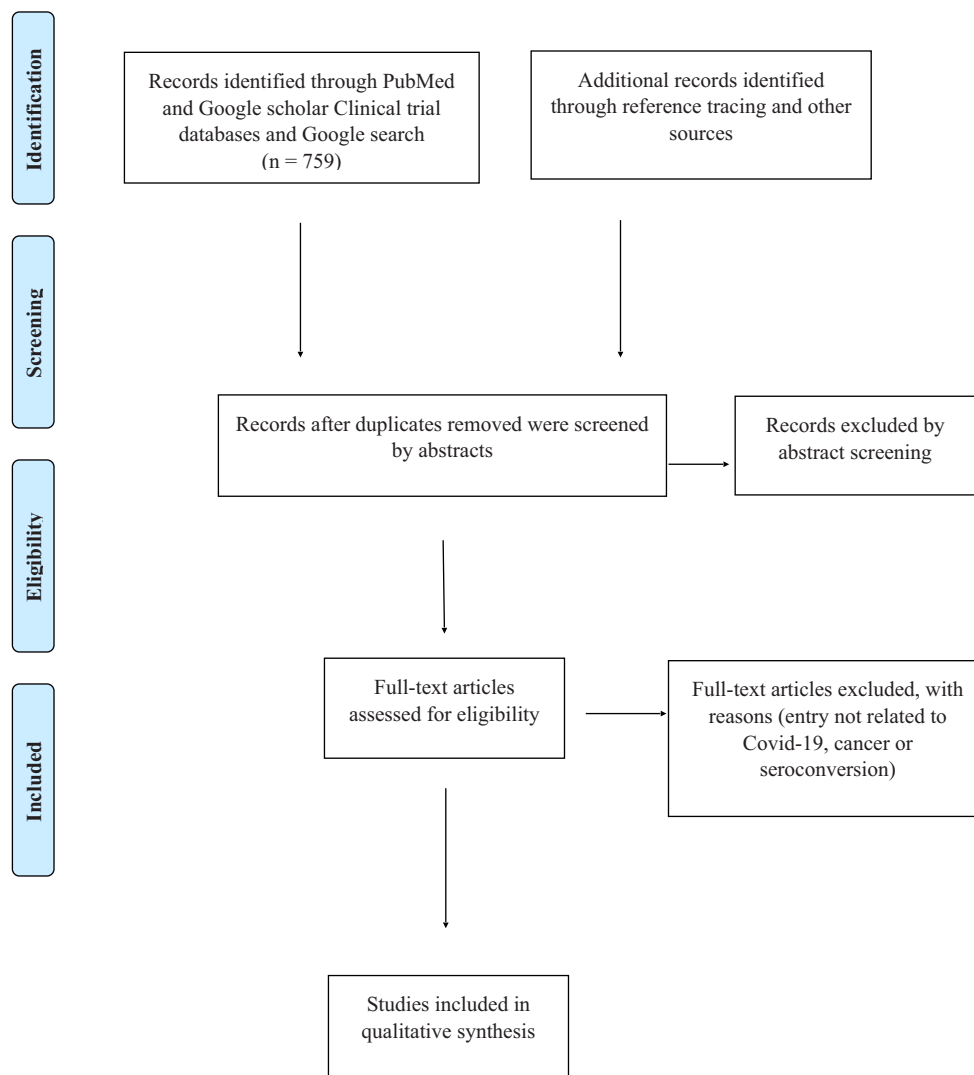 Identification
Records identified through PubMed
and Google scholar Clinical trial
databases and Google search
(n = 759)
Additional records identified
through reference tracing and other
sources
Screening
Records after duplicates removed were screened
by abstracts
Records excluded by
abstract screening
Eligibility
Full-text articles
assessed for eligibility
Full-text articles excluded, with
reasons (entry not related to
Covid-19, cancer or
seroconversion)
Included
Studies included in
qualitative synthesis